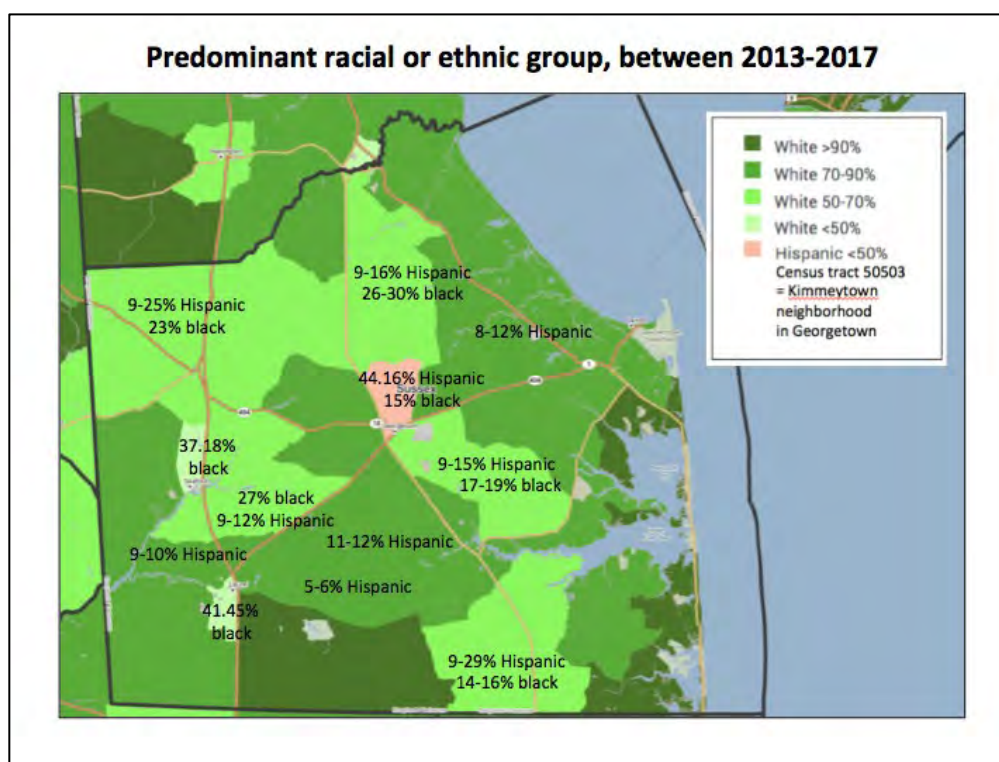 Predominant racial or ethnic group, between 2013-2017
White >90%
White 70-90%
White 50-70%
White <50%
Hispanic <50%
Census tract 50503
= Kimmeytown
neighborhood
in Georgetown
9-16% Hispanic
26-30% black
9-25% Hispanic
23% black
8-12% Hispanic
44.16% Hispanic
Sussex
15% black
404
1
37.18%
black
9-15% Hispanic
17-19% black
27% black
9-12% Hispanic
11-12% Hispanic
9-10% Hispanic
5-6% Hispanic
41.45%
black
9-29% Hispanic
14-16% black